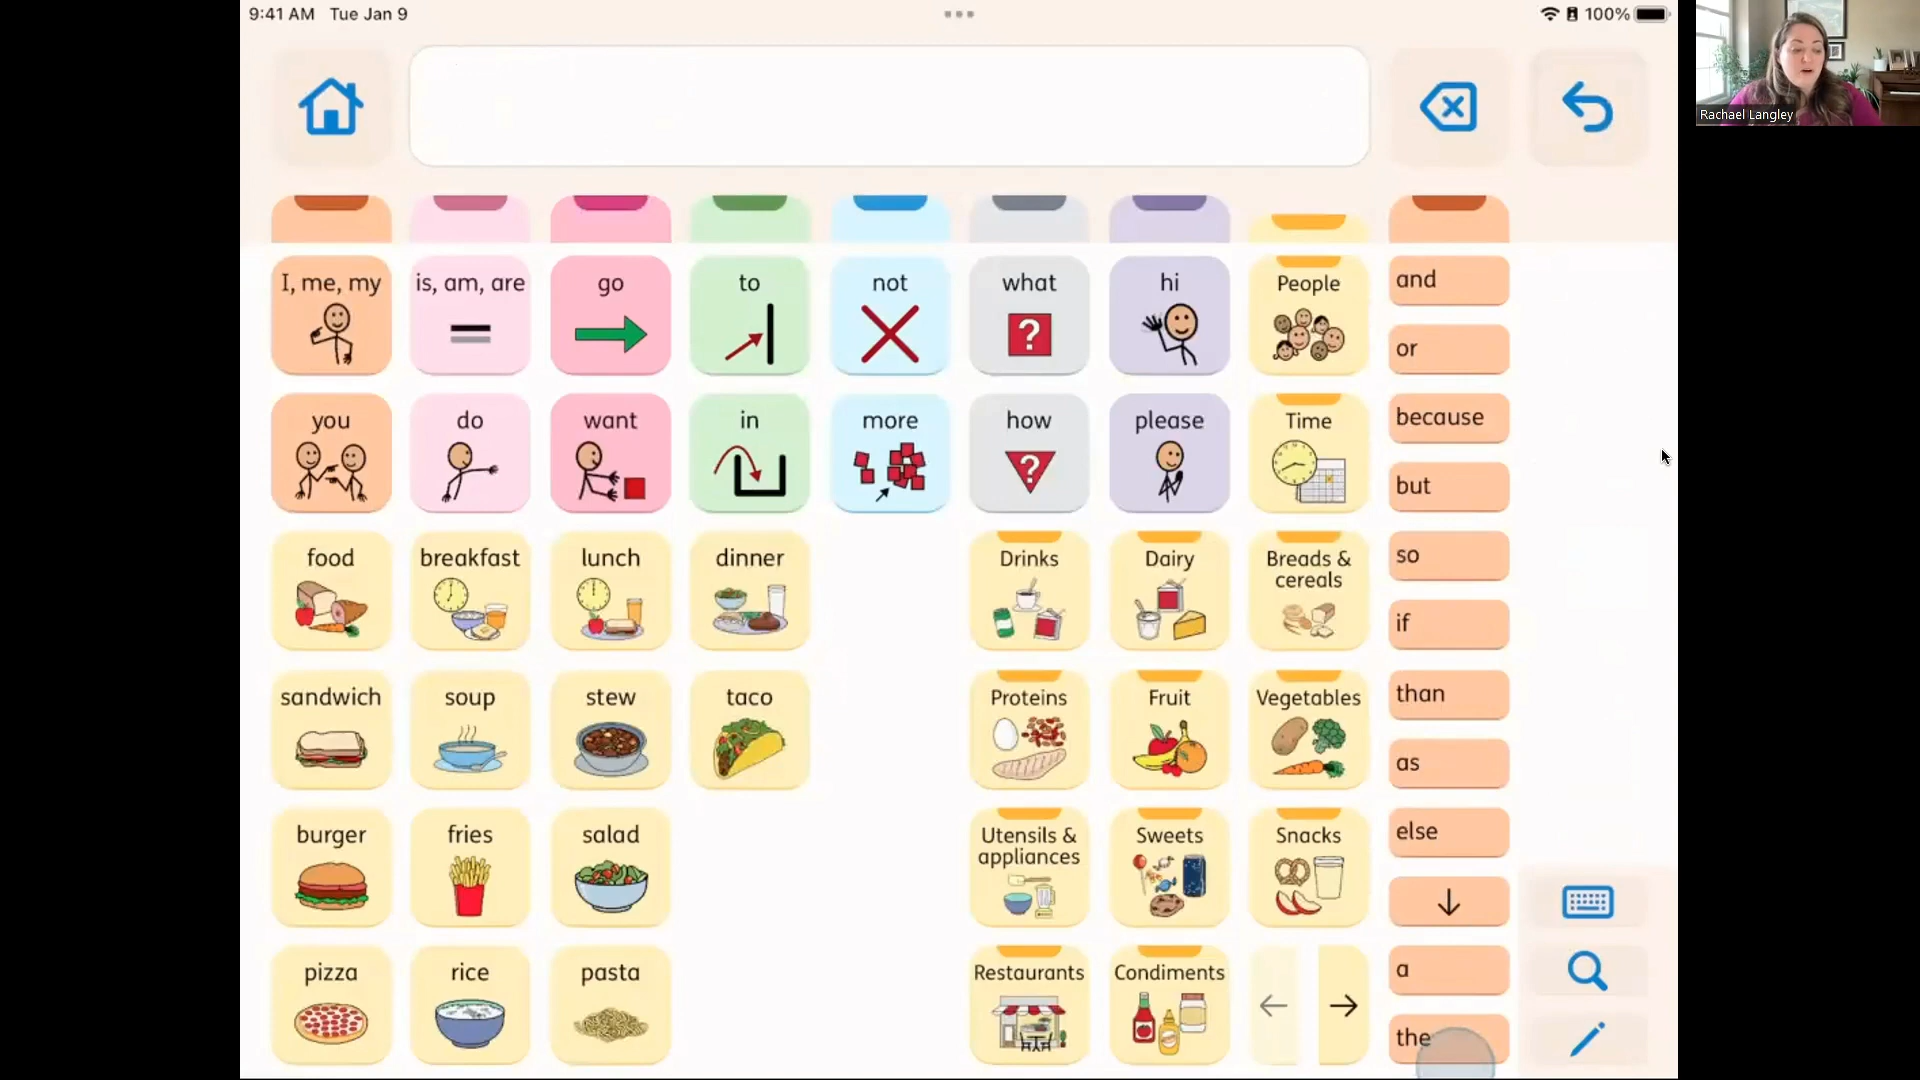 9:41 AM Tue Jan 9
100%
Rachael Langley
I, me, my
is, am, are
go
to
not
what
hi
People
and
or
you
do
want
in
more
how
please
Time
because
but
food
breakfast
lunch
dinner
Drinks
Dairy
Breads &
cereals
so
if
sandwich
soup
stew
taco
Proteins
Fruit
Vegetables
than
as
burger
fries
salad
Utensils &
appliances
Sweets
Snacks
else
pizza
rice
pasta
Restaurants
Condiments
a
the